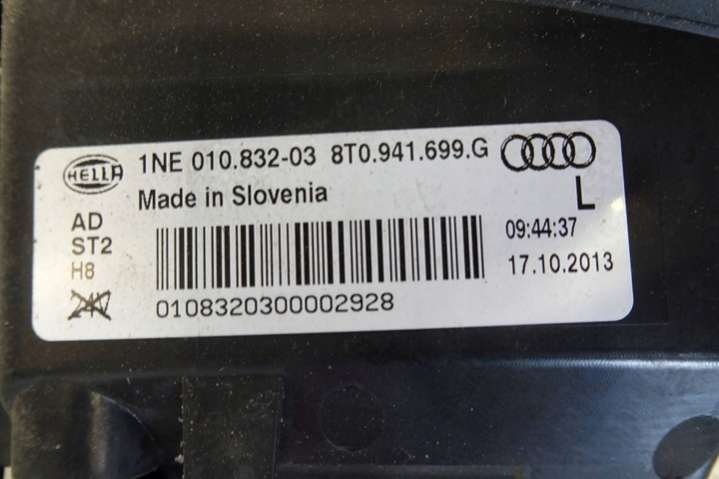 HELLA 1NE 010.832-03 8T0.941.699.G
Made in Slovenia L
AD
ST2
H8
24V
09:44:37
17.10.2013
0108320300002928